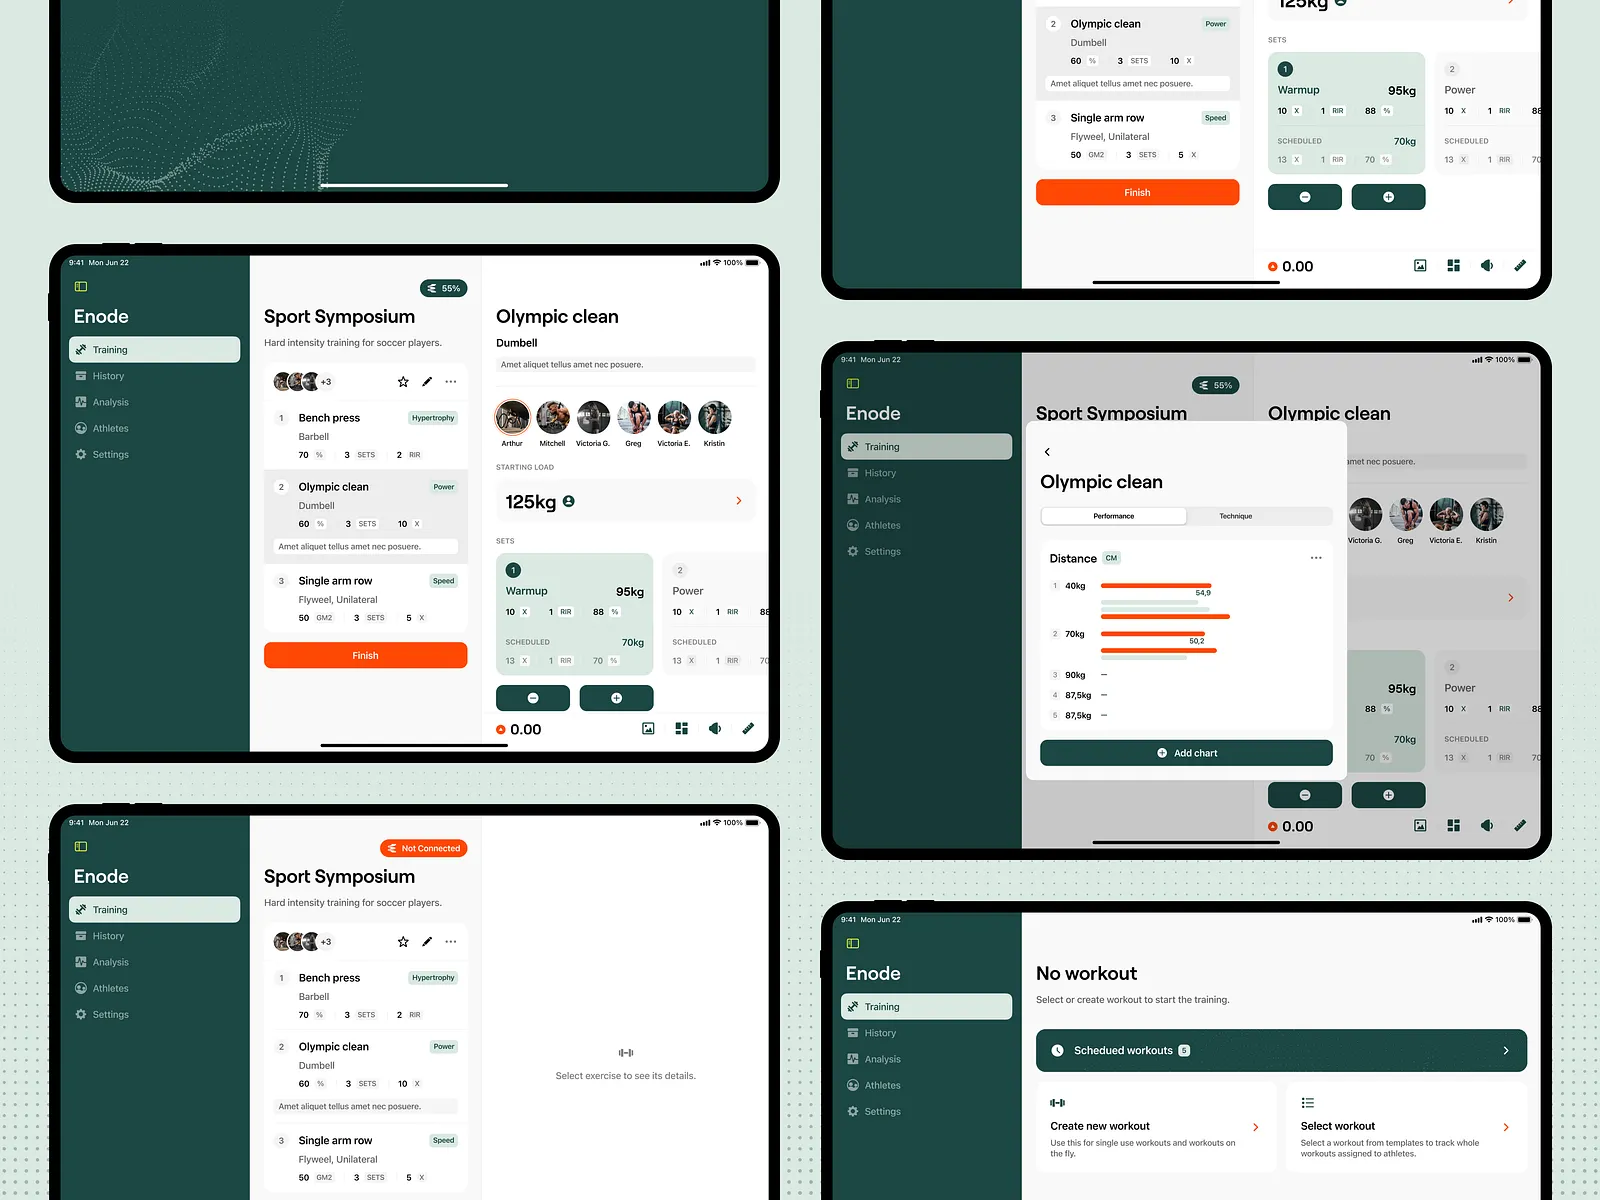 9:41 Mon Jun 22
100%
Enode
Training
History
Analysis
Athletes
Settings
55%
Sport Symposium
Hard intensity training for soccer players.
+3
1 Bench press Hypertrophy
Barbell
70 % 3 SETS 2 RIR
2 Olympic clean Power
Dumbell
60 % 3 SETS 10 X
Amet aliquet tellus amet nec posuere.
3 Single arm row Speed
Flyweel, Unilateral
50 GM2 3 SETS 5 X
Finish
Olympic clean
Dumbell
Amet aliquet tellus amet nec posuere.
Arthur Mitchell Victoria G. Greg Victoria E. Kristin
STARTING LOAD
125kg
SETS
1 2
Warmup 95kg Power
10 X 1 RIR 88 % 10 X 1 RIR 88
SCHEDULED 70kg SCHEDULED
13 X 1 RIR 70 % 13 X 1 RIR 70
0.00
9:41 Mon Jun 22
100%
Enode
Training
History
Analysis
Athletes
Settings
Not Connected
Sport Symposium
Hard intensity training for soccer players.
+3
1 Bench press Hypertrophy
Barbell
70 % 3 SETS 2 RIR
2 Olympic clean Power
Dumbell
60 % 3 SETS 10 X
Amet aliquet tellus amet nec posuere.
3 Single arm row Speed
Flyweel, Unilateral
50 GM2 3 SETS 5 X
Select exercise to see its details.
125kg
2 Olympic clean Power
Dumbell
60 % 3 SETS 10 X
Amet aliquet tellus amet nec posuere.
3 Single arm row Speed
Flyweel, Unilateral
50 GM2 3 SETS 5 X
Finish
SETS
1 2
Warmup 95kg Power
10 X 1 RIR 88 % 10 X 1 RIR 88
SCHEDULED 70kg SCHEDULED
13 X 1 RIR 70 % 13 X 1 RIR 70
0.00
9:41 Mon Jun 22
100%
Enode
Training
History
Analysis
Athletes
Settings
55%
Sport Symposium
Olympic clean
amet nec posuere.
Victoria G. Greg Victoria E. Kristin
Olympic clean
Performance Technique
Distance CM
1 40kg
54,9
2 70kg
50,2
3 90kg –
4 87,5kg –
5 87,5kg –
Add chart
2
95kg Power
88 % 10 X 1 RIR 88
70kg SCHEDULED
70 % 13 X 1 RIR 70
0.00
9:41 Mon Jun 22
100%
Enode
Training
History
Analysis
Athletes
Settings
No workout
Select or create workout to start the training.
Schedued workouts 5
Create new workout
Use this for single use workouts and workouts on
the fly.
Select workout
Select a workout from templates to track whole
workouts assigned to athletes.